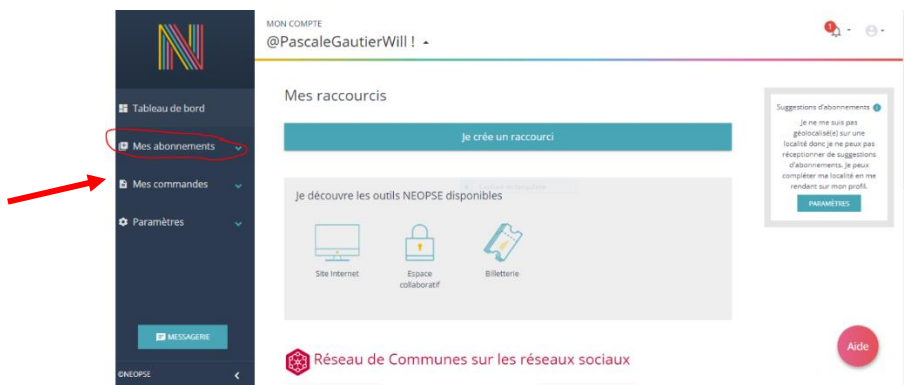 MON COMPTE
@PascaleGautierWill !
1
Tableau de bord
Mes abonnements
Mes commandes
Paramètres
MESSAGERIE
©NEOPSE
Mes raccourcis
Je crée un raccourci
Je découvre les outils NEOPSE disponibles
Site Internet
Espace
collaboratif
Billetterie
Réseau de Communes sur les réseaux sociaux
Suggestions d'abonnements
Je ne me suis pas
géolocalisé(e) sur une
localité donc je ne peux pas
réceptionner de suggestions
d'abonnements. Je peux
compléter ma localité en me
rendant sur mon profil.
PARAMÈTRES
Aide